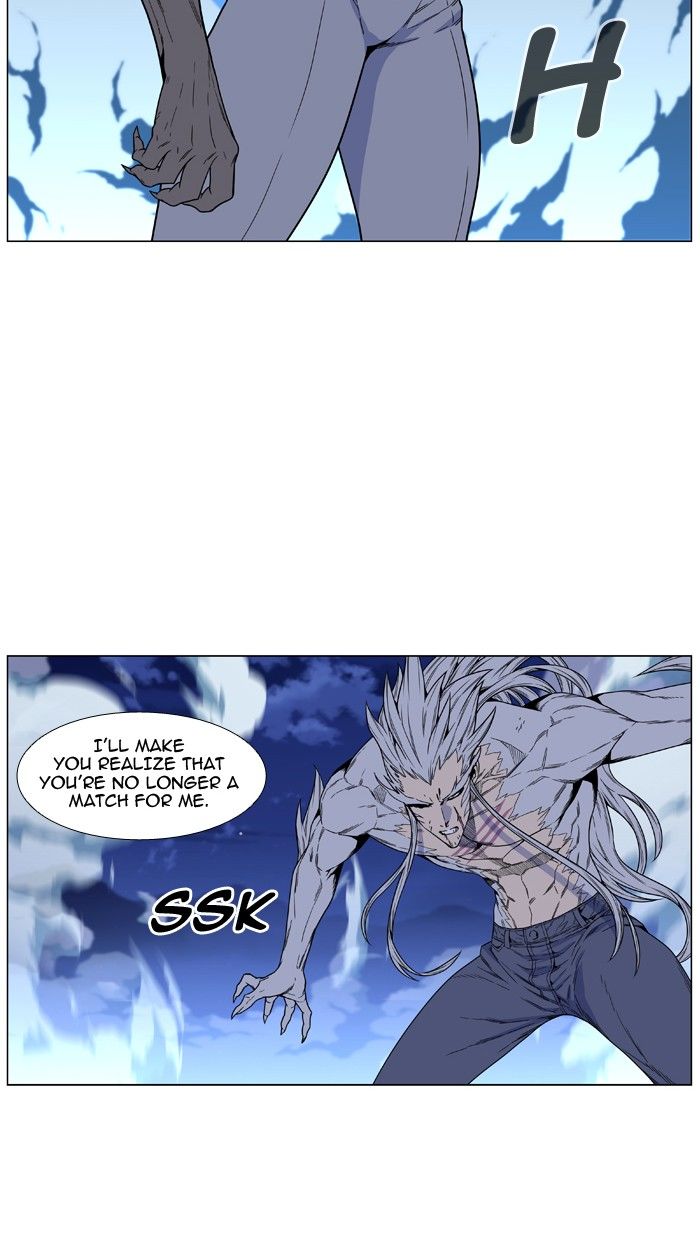 H
I'LL MAKE
YOU REALIZE THAT
YOU'RE NO LONGER A
MATCH FOR ME.
SSK